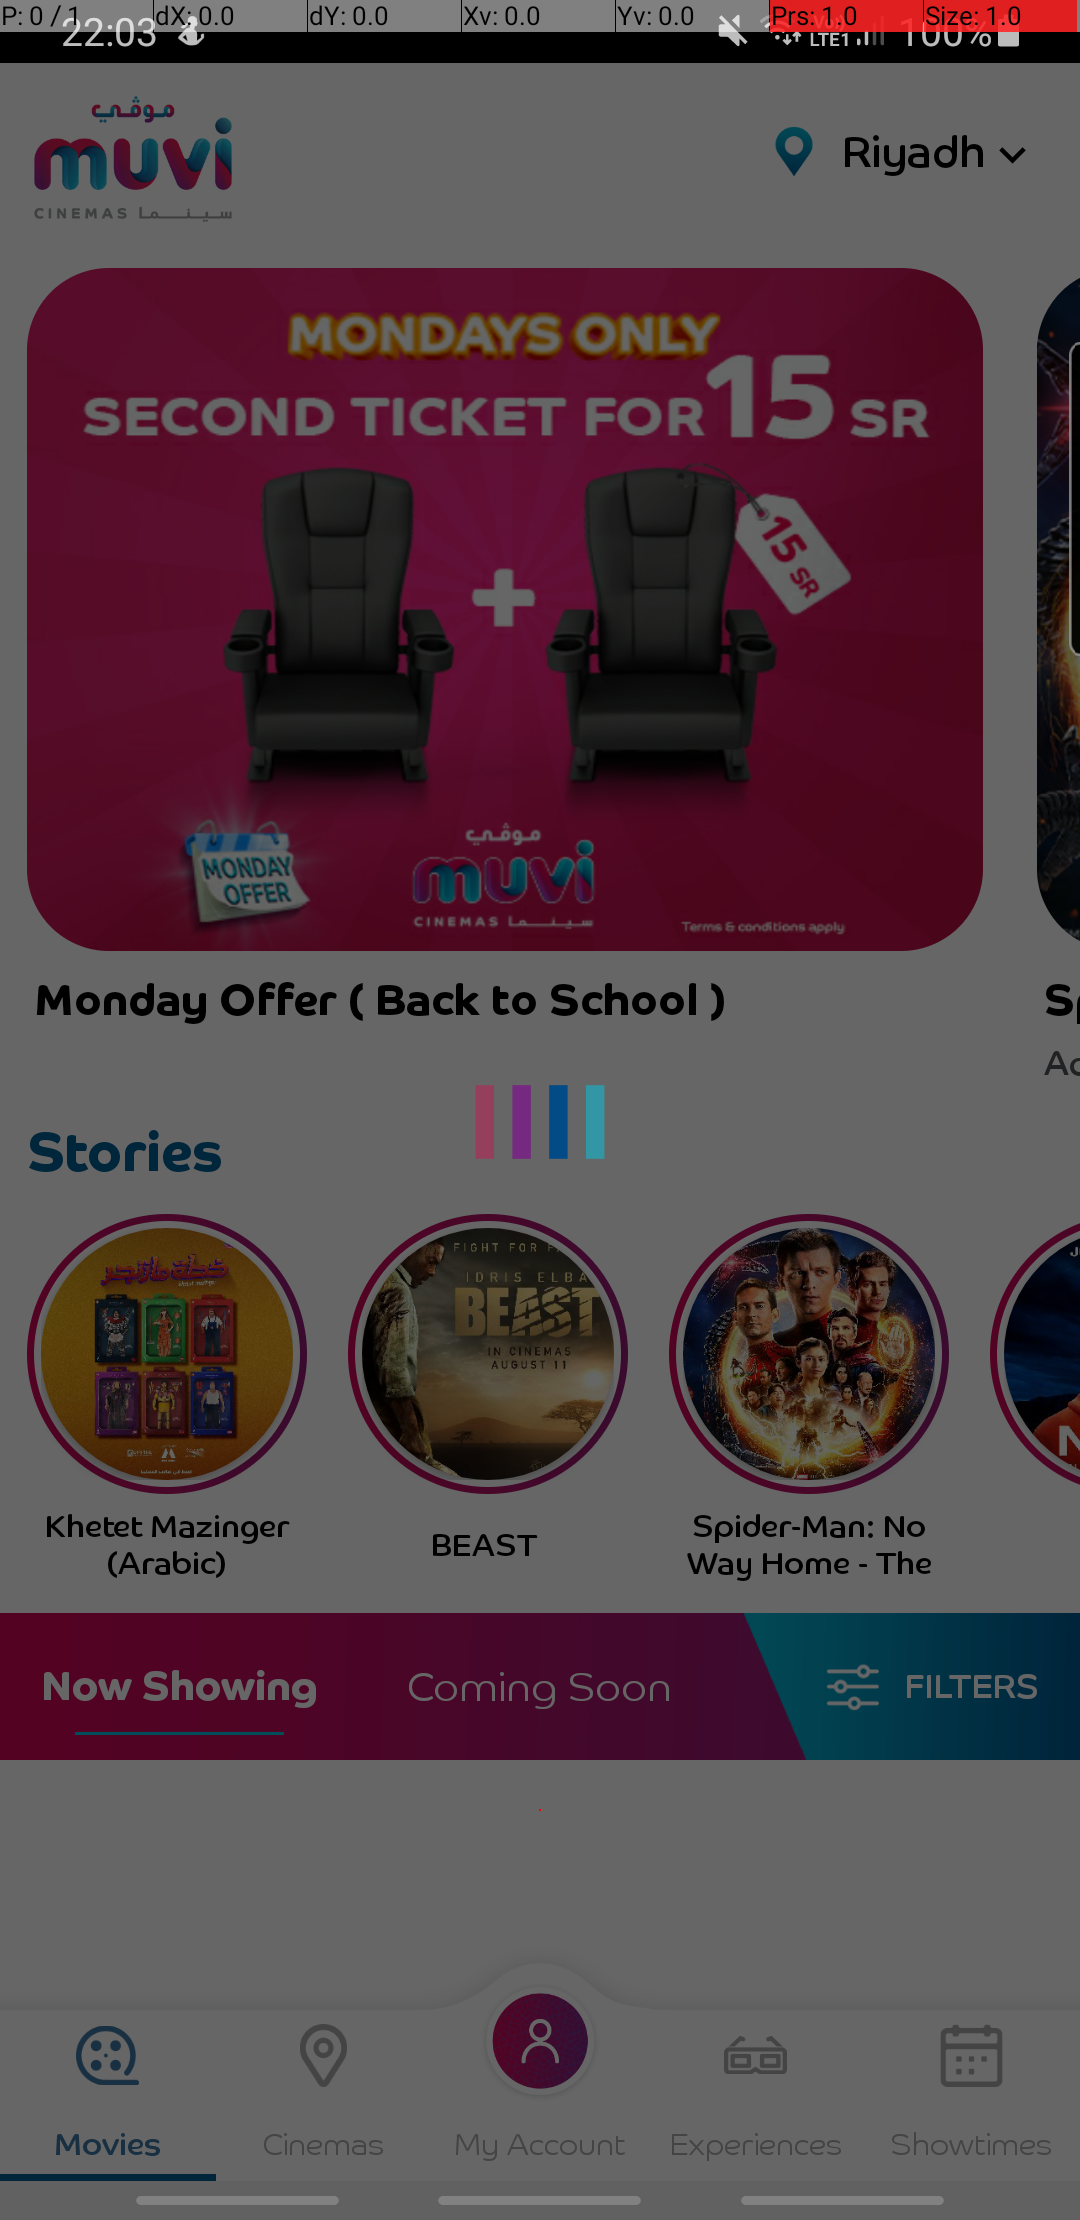 P: 0 / 1 dX: 0.0 dY: 0.0 Xv: 0.0 Yv: 0.0 Prs: 1.0 Size: 1.0
22:03 LTE1 100%
موڤي
muvi
CINEMAS سينما
Riyadh
MONDAYS ONLY
SECOND TICKET FOR 15 SR
15 SR
MONDAY
OFFER
موڤي
muvi
CINEMAS سينما
Terms & conditions apply
Monday Offer ( Back to School )
Stories
FIGHT FOR
IDRIS ELBA
BEAST
IN CINEMAS
AUGUST 11
Khetet Mazinger
(Arabic)
BEAST
Spider-Man: No
Way Home - The
Now Showing
Coming Soon
FILTERS
Movies
Cinemas
My Account
Experiences
Showtimes